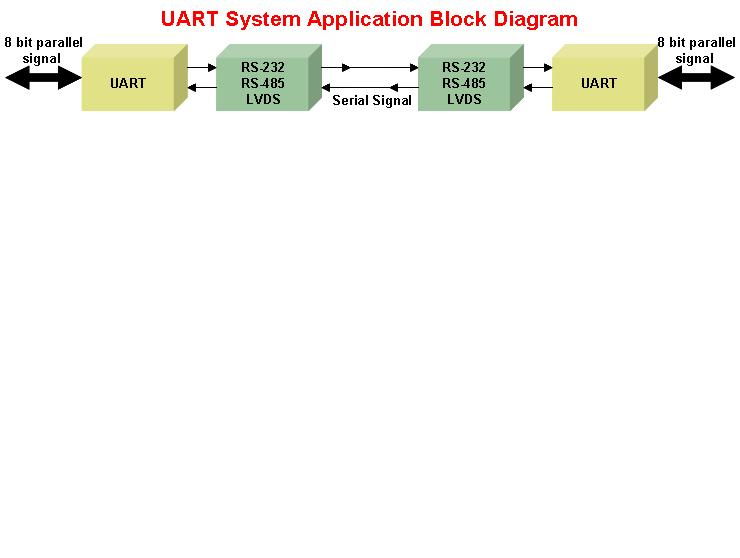 UART System Application Block Diagram
8 bit parallel
signal
UART
RS-232
RS-485
LVDS
Serial Signal
RS-232
RS-485
LVDS
UART
8 bit parallel
signal